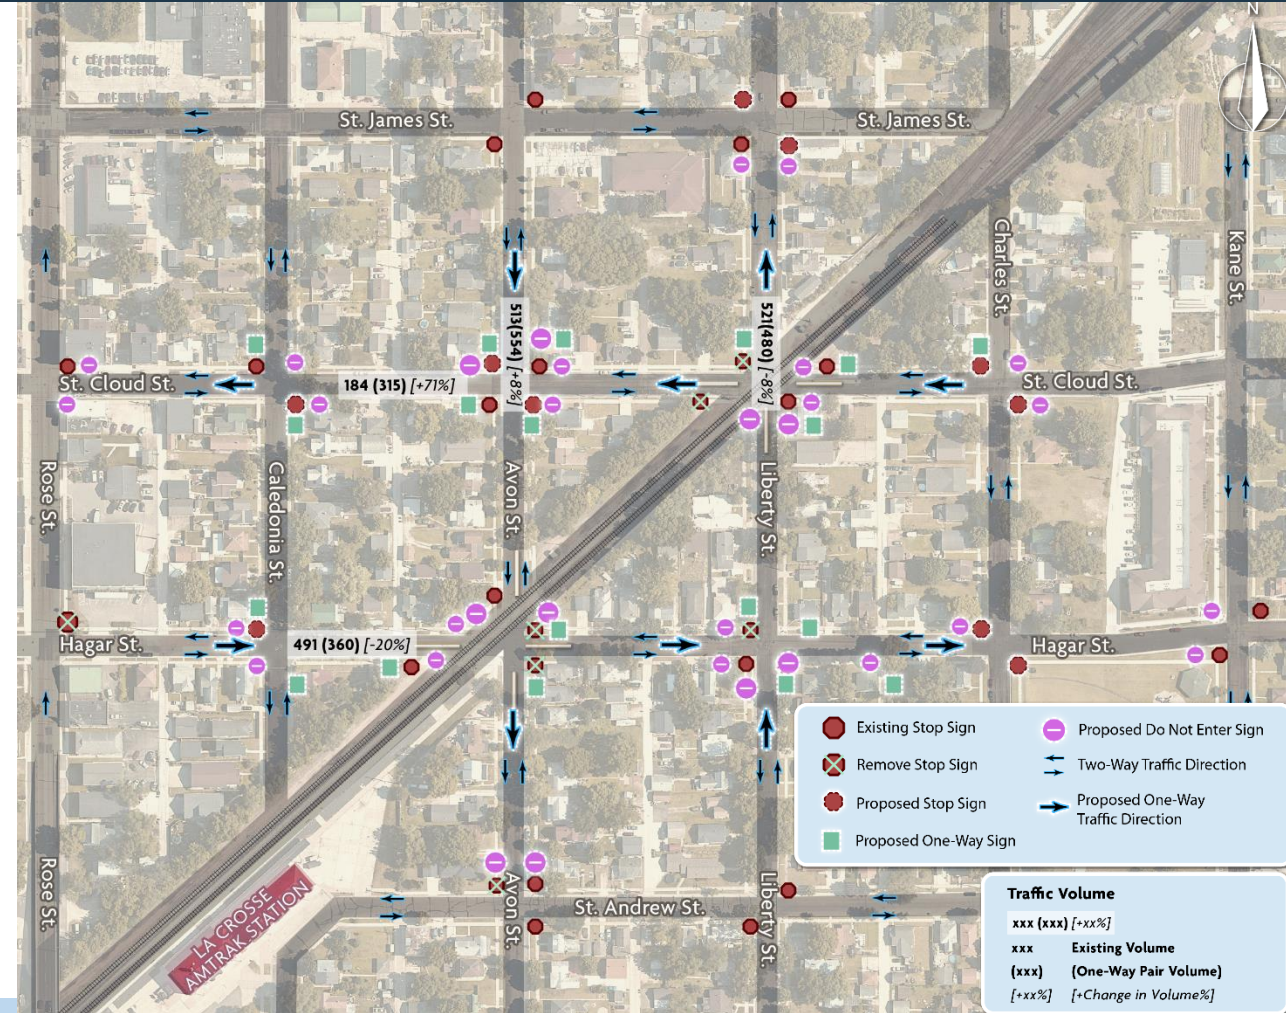 N
St. James St.
St. James St.
Charles St.
Kane St.
513(554) [+8%]
521(480) [-8%]
St. Cloud St.
184 (315) [+71%]
St. Cloud St.
Rose St.
Caledonia St.
Avon St.
Liberty St.
Hagar St.
491 (360) [-20%]
Hagar St.
Existing Stop Sign
Remove Stop Sign
Proposed Stop Sign
Proposed One-Way Sign
Proposed Do Not Enter Sign
Two-Way Traffic Direction
Proposed One-Way
Traffic Direction
Rose St.
LA CROSSE
AMTRAK STATION
Avon St.
St. Andrew St.
Liberty St.
Traffic Volume
xxx (xxx) [+xx%]
xxx Existing Volume
(xxx) (One-Way Pair Volume)
[+xx%] [+Change in Volume%]